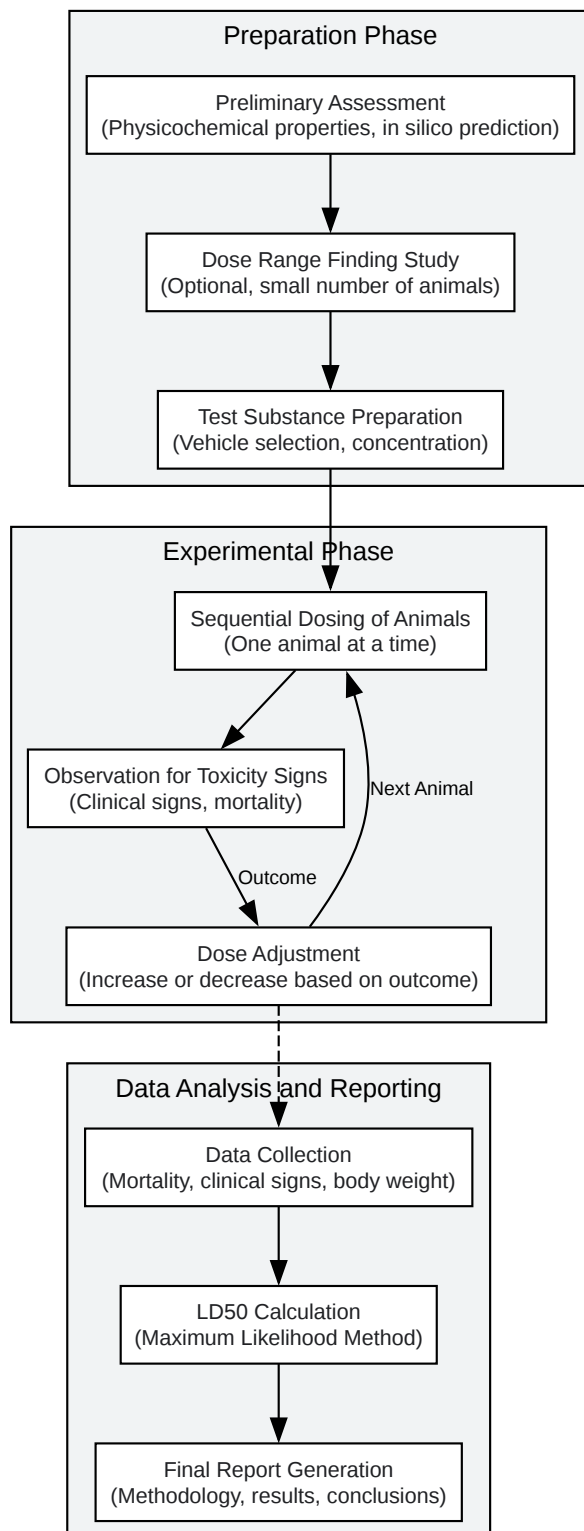 Preparation Phase
Preliminary Assessment
(Physicochemical properties, in silico prediction)
Dose Range Finding Study
(Optional, small number of animals)
Test Substance Preparation
(Vehicle selection, concentration)
Experimental Phase
Sequential Dosing of Animals
(One animal at a time)
Observation for Toxicity Signs
(Clinical signs, mortality)
Next Animal
Outcome
Dose Adjustment
(Increase or decrease based on outcome)
Data Analysis and Reporting
Data Collection
(Mortality, clinical signs, body weight)
LD50 Calculation
(Maximum Likelihood Method)
Final Report Generation
(Methodology, results, conclusions)